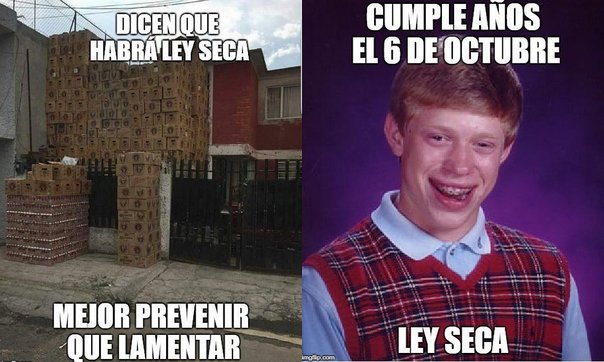 DICEN QUE
HABRÁ LEY SECA
MEJOR PREVENIR
QUE LAMENTAR
CUMPLE AÑOS
EL 6 DE OCTUBRE
LEY SECA
imgflip.com